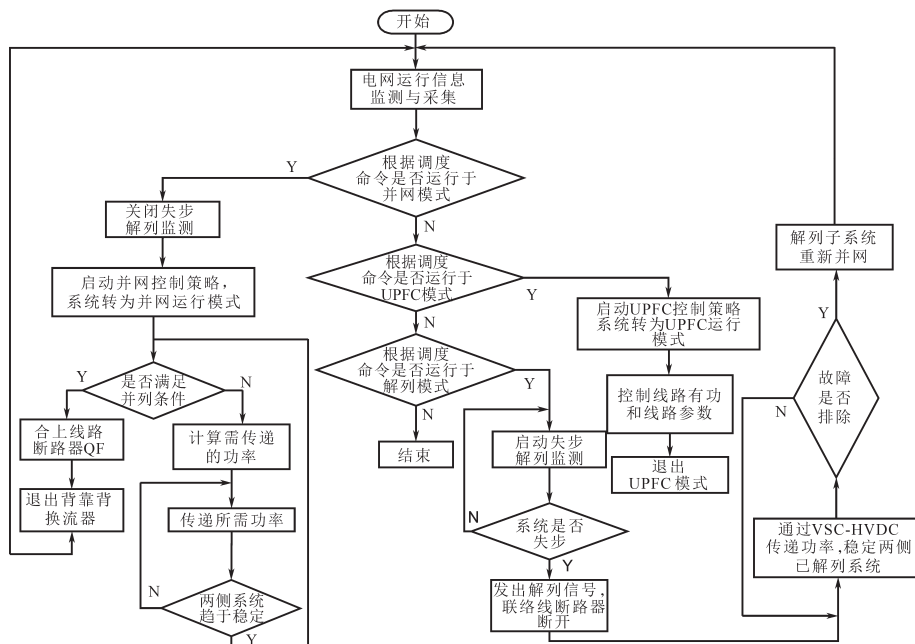 开始
电网运行信息
监测与采集
根据调度
命令是否运行于
并网模式
Y
N
关闭失步
解列监测
启动并网控制策略，
系统转为并网运行模式
根据调度
命令是否运行于
UPFC模式
Y
N
解列子系统
重新并网
Y
启动UPFC控制策略
系统转为UPFC运行
模式
根据调度
命令是否运行于
解列模式
Y
N
是否满足
并列条件
Y
N
控制线路有功
和线路参数
故障
是否
排除
N
合上线路
断路器QF
计算需传递
的功率
结束
启动失步
解列监测
退出
UPFC模式
退出背靠背
换流器
传递所需功率
系统是否
失步
N
Y
通过VSC-HVDC
传递功率，稳定两侧
已解列系统
两侧系统
趋于稳定
N
Y
发出解列信号，
联络线断路器
断开